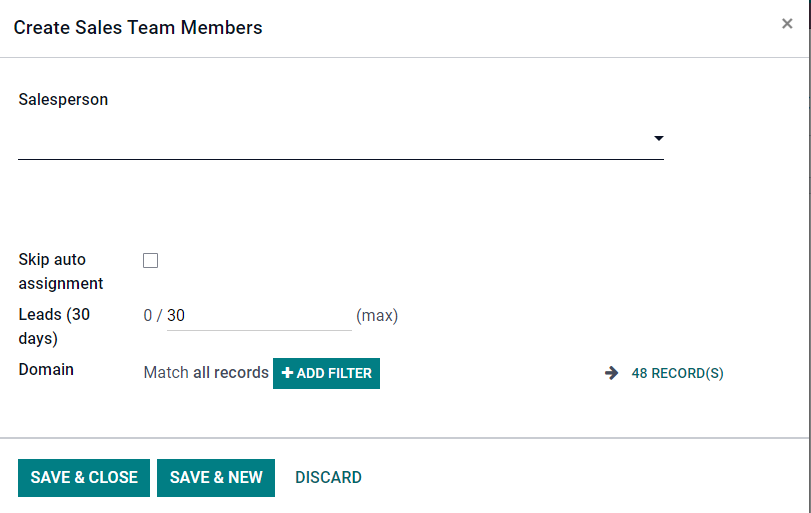 Create Sales Team Members ×
Salesperson
Skip auto
assignment
Leads (30
days)
0 / 30 (max)
Domain
Match all records + ADD FILTER
48 RECORD(S)
SAVE & CLOSE SAVE & NEW DISCARD